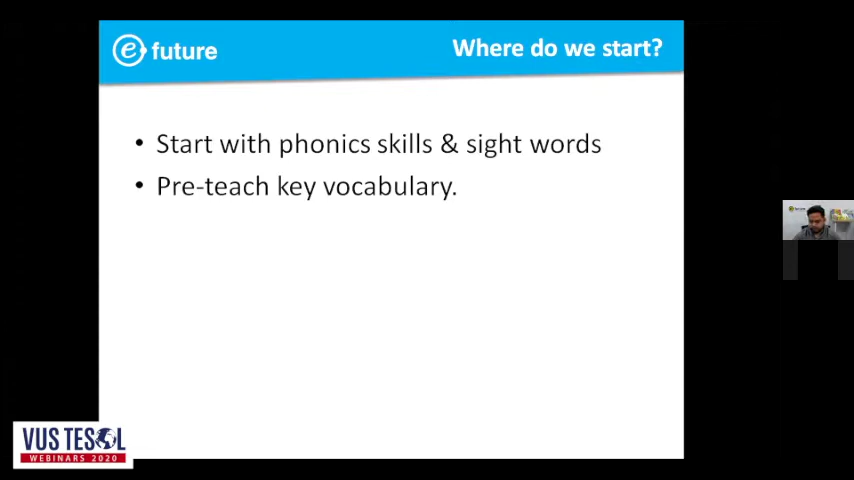 e future
Where do we start?
• Start with phonics skills & sight words
• Pre-teach key vocabulary.
VUS TESOL
WEBINARS 2020